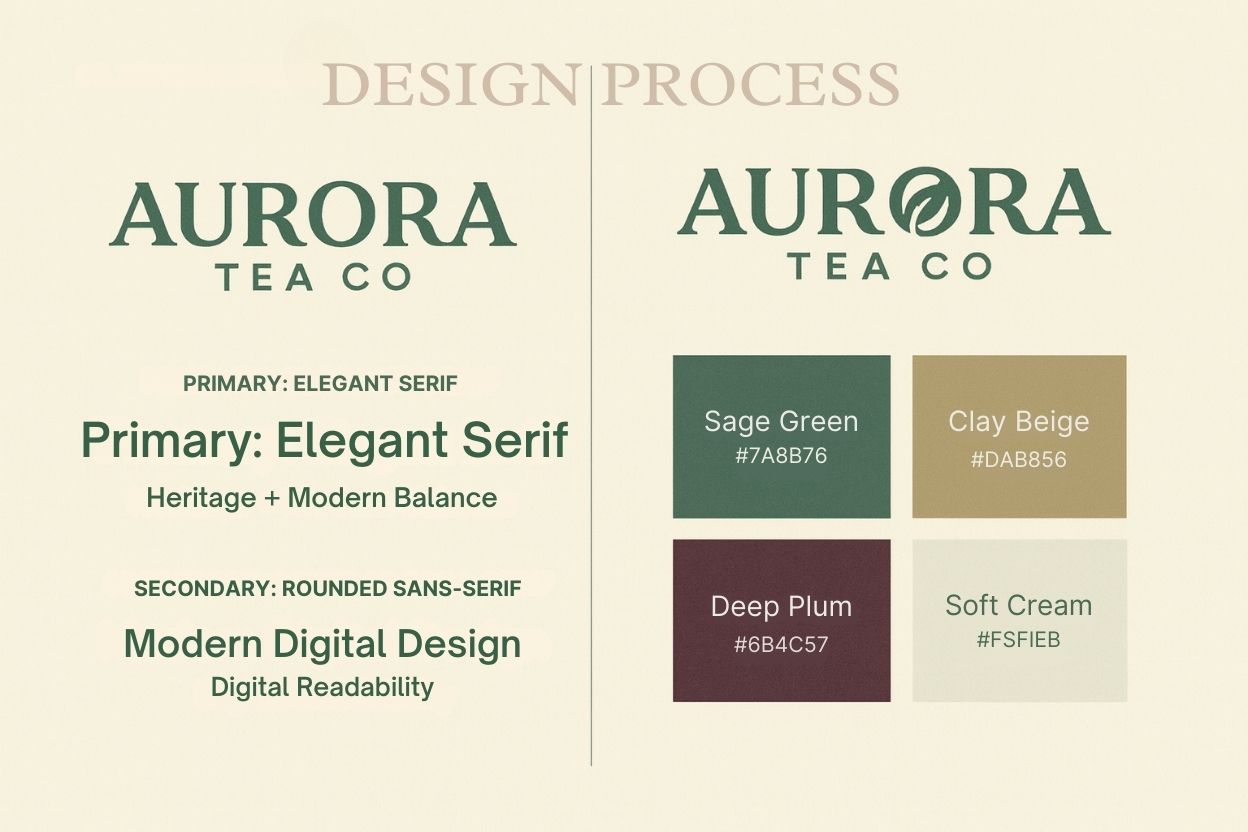 DESIGN PROCESS
AURORA
TEA CO
PRIMARY: ELEGANT SERIF
Primary: Elegant Serif
Heritage + Modern Balance
SECONDARY: ROUNDED SANS-SERIF
Modern Digital Design
Digital Readability
AURORA
TEA CO
Sage Green
#7A8B76
Clay Beige
#DAB856
Deep Plum
#6B4C57
Soft Cream
#FSFIEB